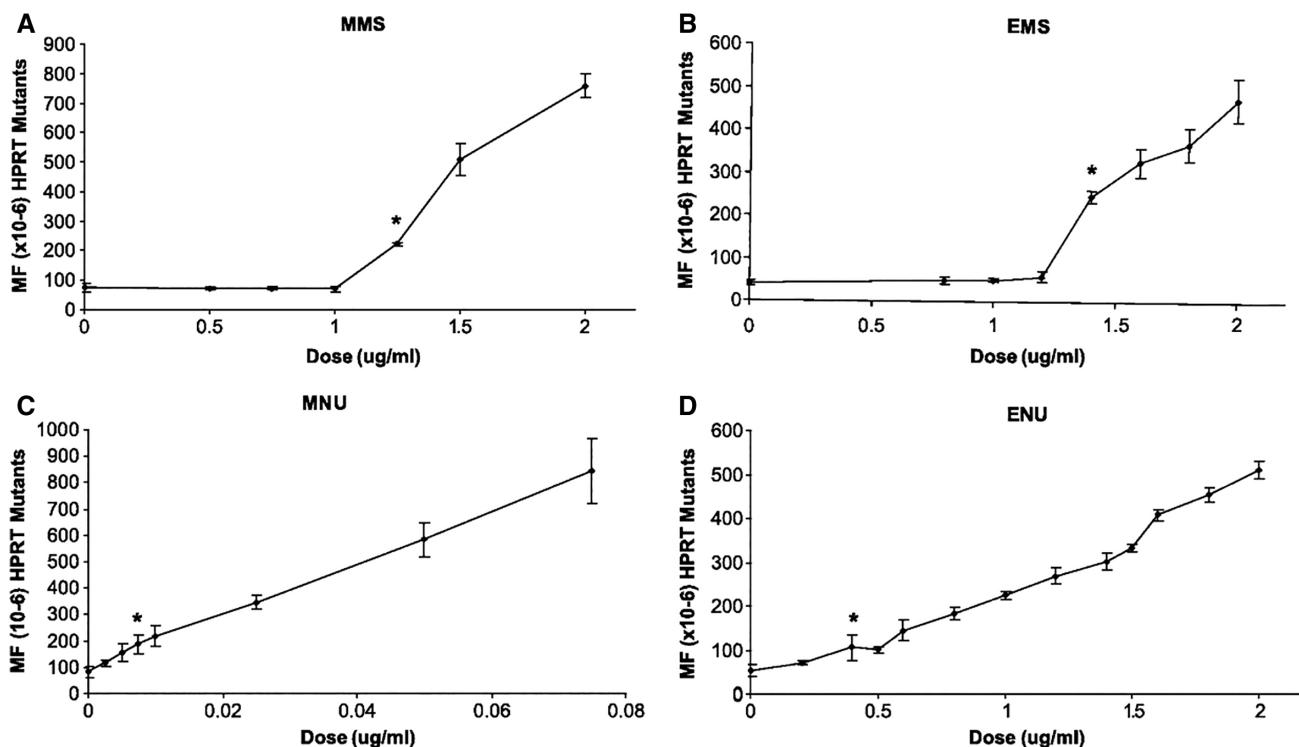 A
MMS
MF (x10-6) HPRT Mutants
900
800
700
600
500
400
300
200
100
0
*
0 0.5 1 1.5 2
Dose (ug/ml)
B
EMS
MF (x10-6) HPRT Mutants
600
500
400
300
200
100
0
*
0 0.5 1 1.5 2
Dose (ug/ml)
C
MNU
MF (10-6) HPRT Mutants
1000
900
800
700
600
500
400
300
200
100
0
*
0 0.02 0.04 0.06 0.08
Dose (ug/ml)
D
ENU
MF (x10-6) HPRT Mutants
600
500
400
300
200
100
0
*
0 0.5 1 1.5 2
Dose (ug/ml)